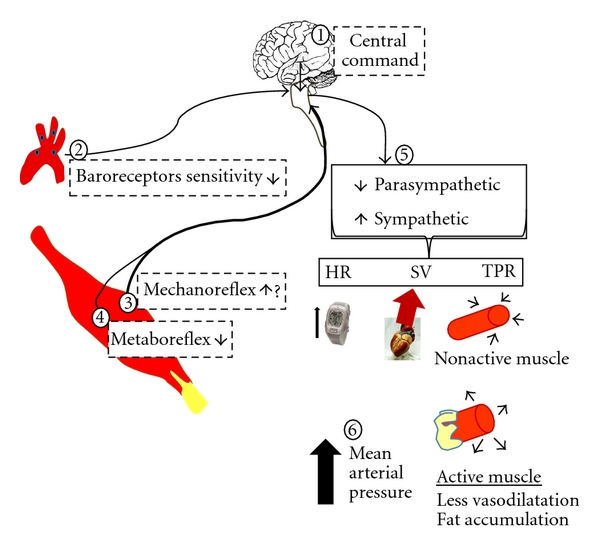 1
Central
command
2
Baroreceptors sensitivity ↓
5
↓ Parasympathetic
↑ Sympathetic
3
Mechanoreflex ↑?
4
Metaboreflex ↓
HR SV TPR
Nonactive muscle
6
Mean
arterial
pressure
Active muscle
Less vasodilatation
Fat accumulation